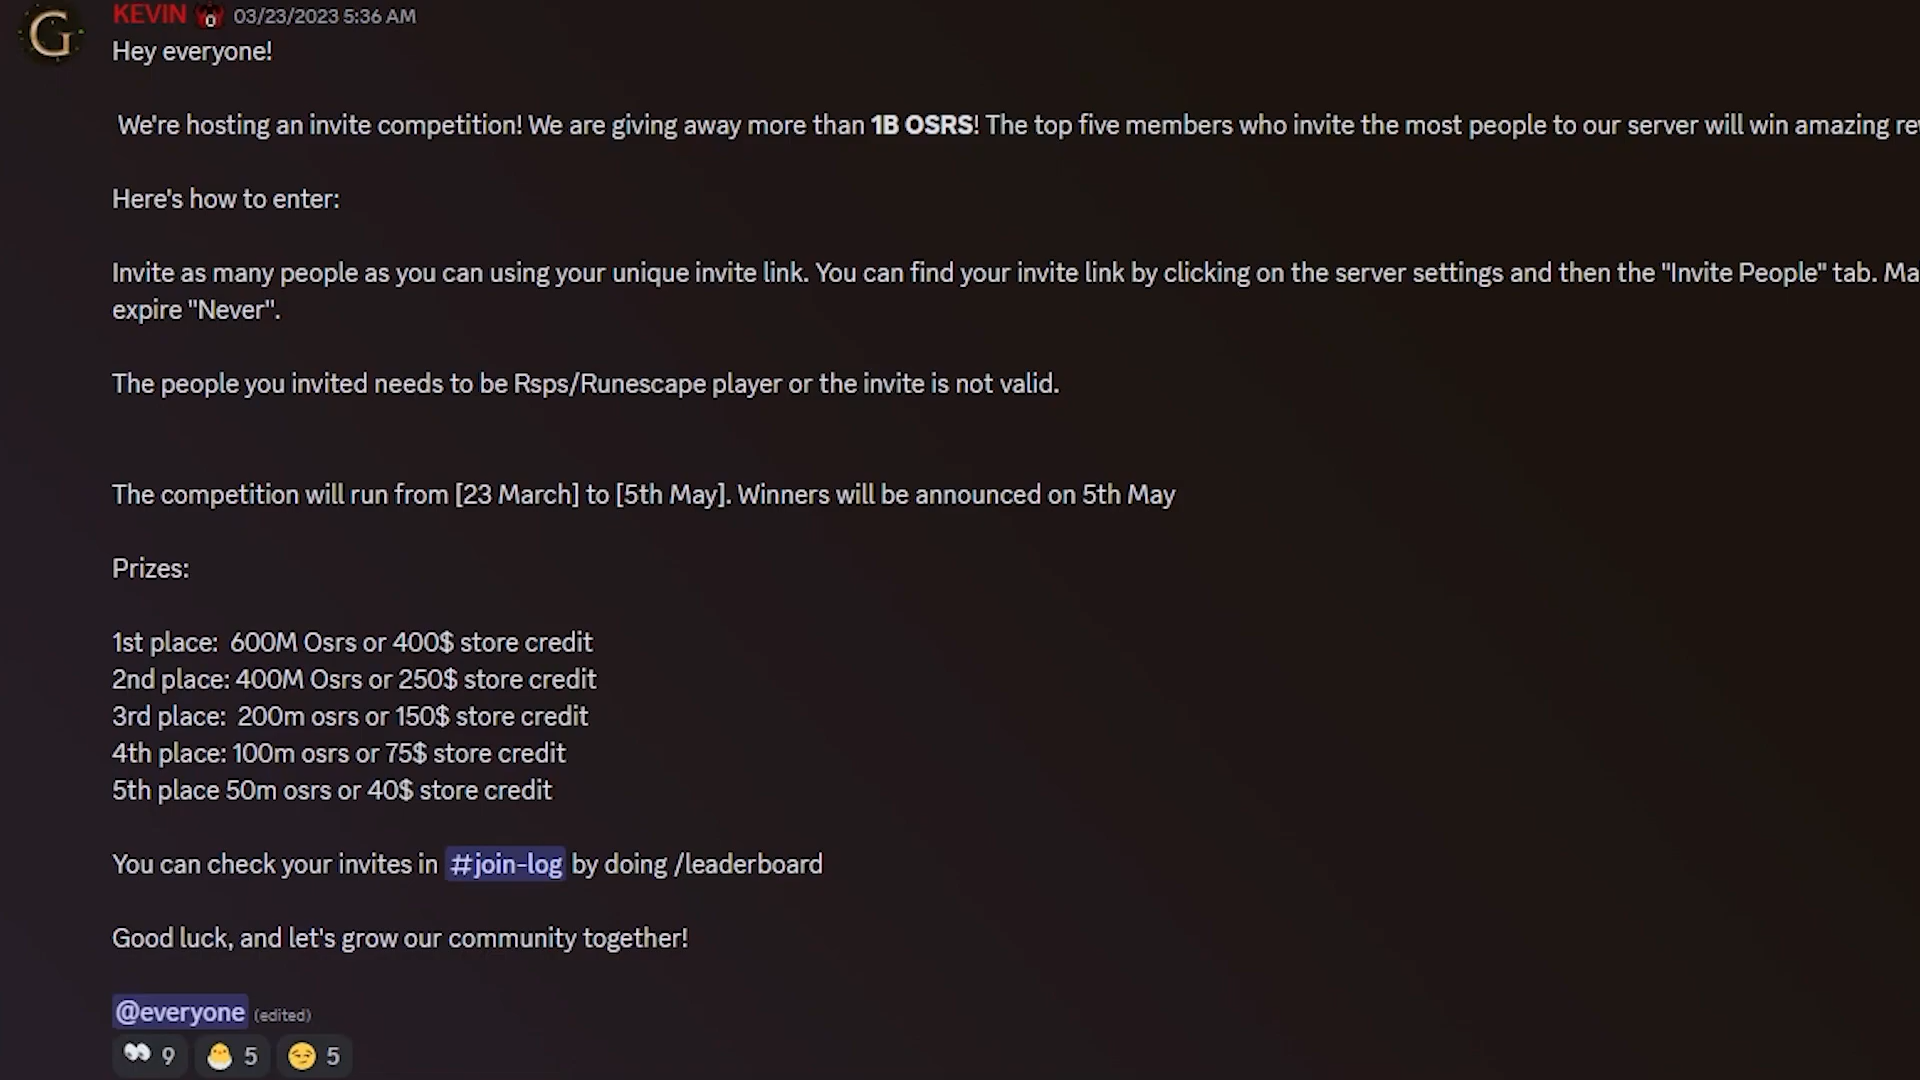 KEVIN 03/23/2023 5:36 AM
Hey everyone!
We're hosting an invite competition! We are giving away more than 1B OSRS! The top five members who invite the most people to our server will win amazing
Here's how to enter:
Invite as many people as you can using your unique invite link. You can find your invite link by clicking on the server settings and then the "Invite People" tab.
expire "Never".
The people you invited needs to be Rsps/Runescape player or the invite is not valid.
The competition will run from [23 March] to [5th May]. Winners will be announced on 5th May
Prizes:
1st place: 600M Osrs or 400$ store credit
2nd place: 400M Osrs or 250$ store credit
3rd place: 200m osrs or 150$ store credit
4th place: 100m osrs or 75$ store credit
5th place 50m osrs or 40$ store credit
You can check your invites in #join-log by doing /leaderboard
Good luck, and let's grow our community together!
@everyone (edited)
👀 9 🐣 5 😏 5